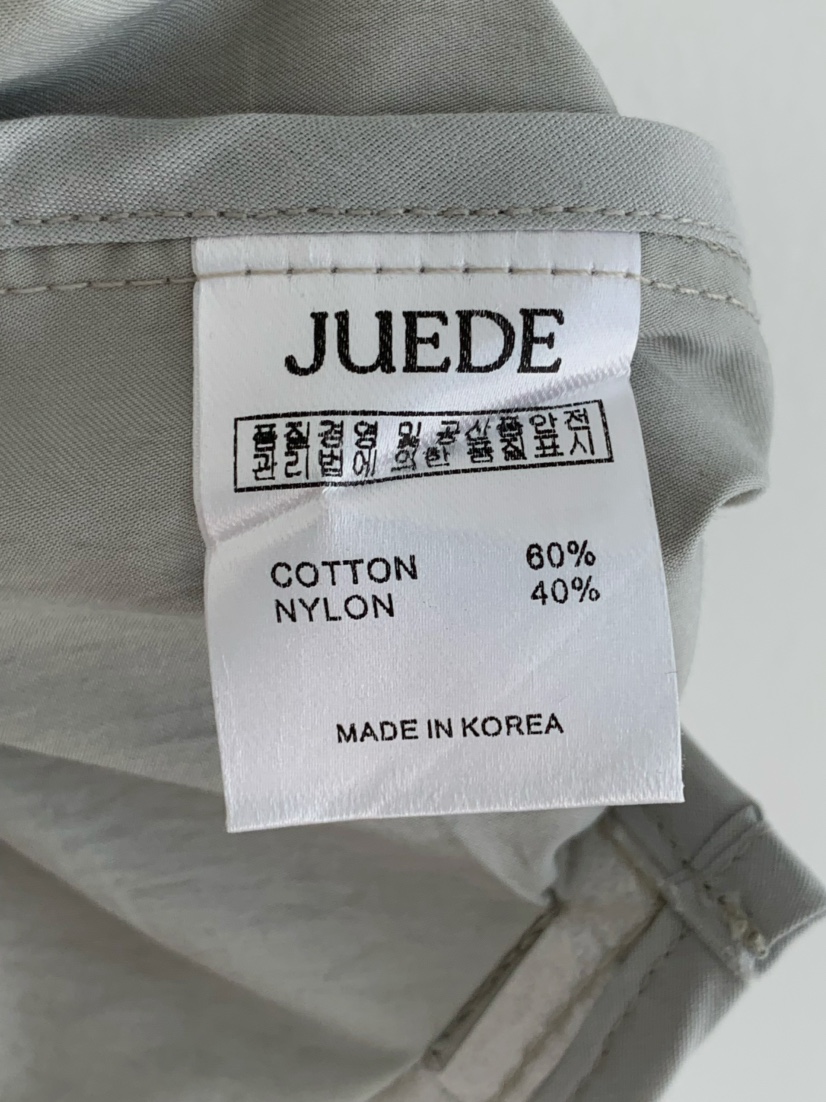 JUEDE
품질경영 및 공산품안전
관리법에 의한 품질표시
COTTON 60%
NYLON 40%
MADE IN KOREA